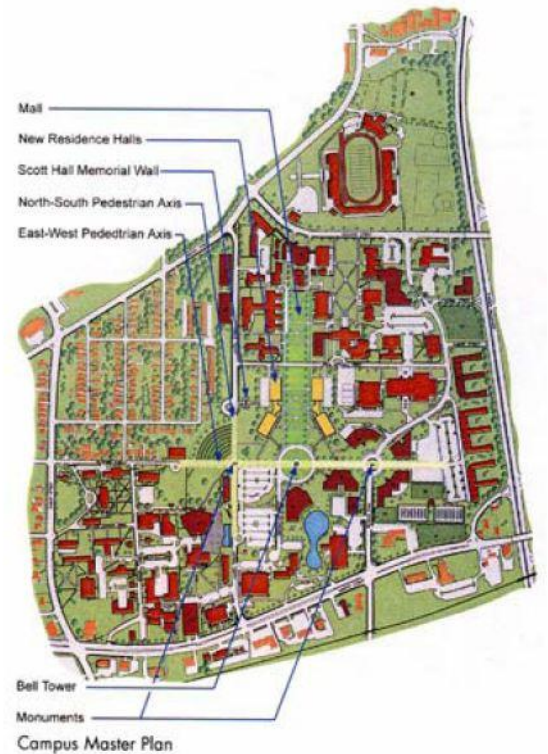 Mall
New Residence Halls
Scott Hall Memorial Wall
North-South Pedestrian Axis
East-West Pededtrian Axis
Bell Tower
Monuments
Campus Master Plan